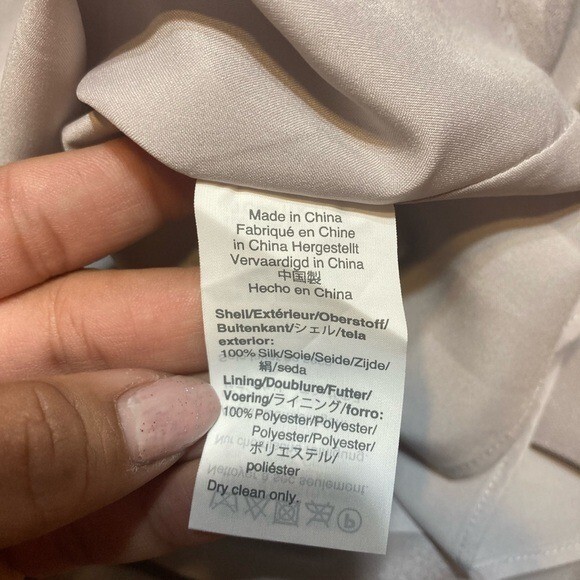 Made in China
Fabriqué en Chine
in China Hergestellt
Vervaardigd in China
中国製
Hecho en China
Shell/Extérieur/Oberstoff/
Buitenkant/シェル/tela
exterior:
100% Silk/Soie/Seide/Zijde/
絹/seda
Lining/Doublure/Futter/
Voering/ライニング/forro:
100% Polyester/Polyester/
Polyester/Polyester/
ポリエステル/
poliéster
Dry clean only.
Nettoyer à sec seulement.